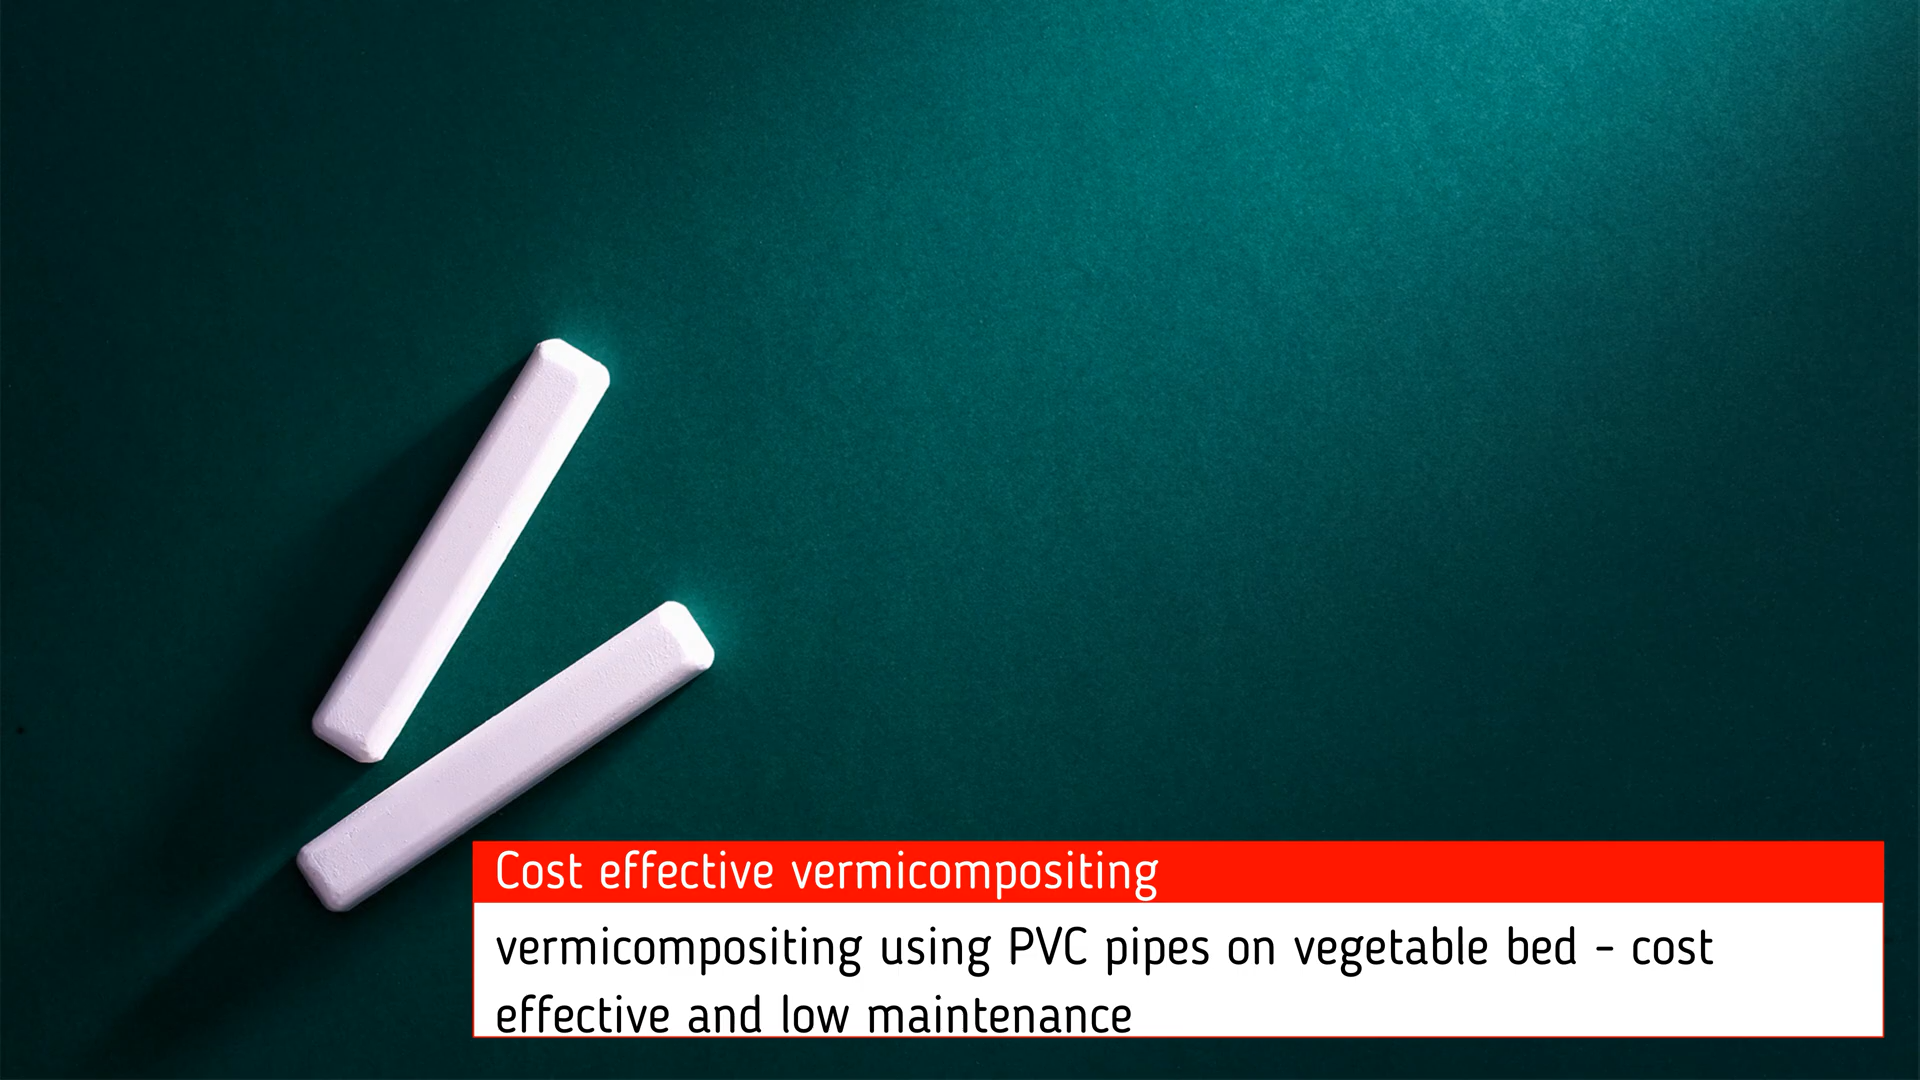 Cost effective vermicompositing
vermicompositing using PVC pipes on vegetable bed - cost
effective and low maintenance